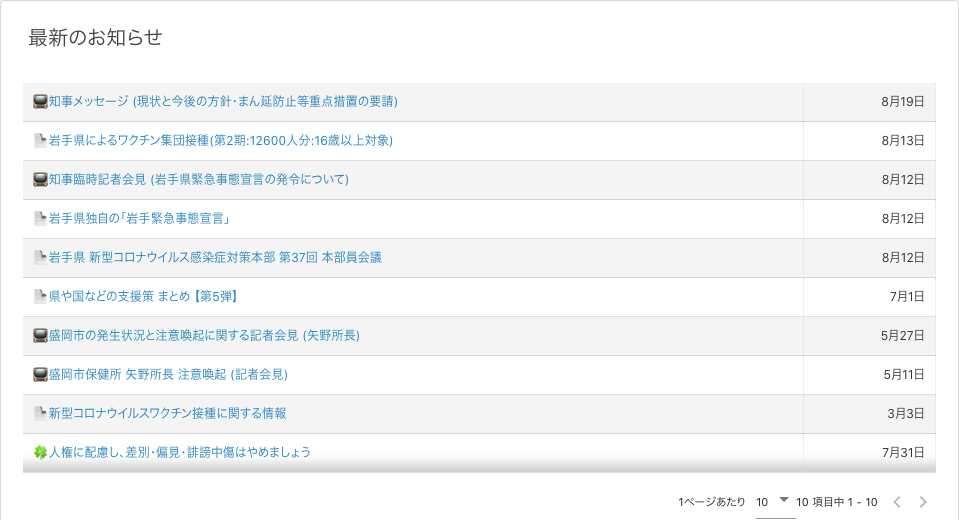 最新のお知らせ
知事メッセージ (現状と今後の方針・まん延防止等重点措置の要請) 8月19日
岩手県によるワクチン集団接種(第2期:12600人分:16歳以上対象) 8月13日
知事臨時記者会見 (岩手県緊急事態宣言の発令について) 8月12日
岩手県独自の「岩手緊急事態宣言」 8月12日
岩手県 新型コロナウイルス感染症対策本部 第37回 本部員会議 8月12日
県や国などの支援策 まとめ【第5弾】 7月1日
盛岡市の発生状況と注意喚起に関する記者会見 (矢野所長) 5月27日
盛岡市保健所 矢野所長 注意喚起 (記者会見) 5月11日
新型コロナウイルスワクチン接種に関する情報 3月3日
人権に配慮し、差別・偏見・誹謗中傷はやめましょう 7月31日
1ページあたり 10 10 項目中 1 - 10